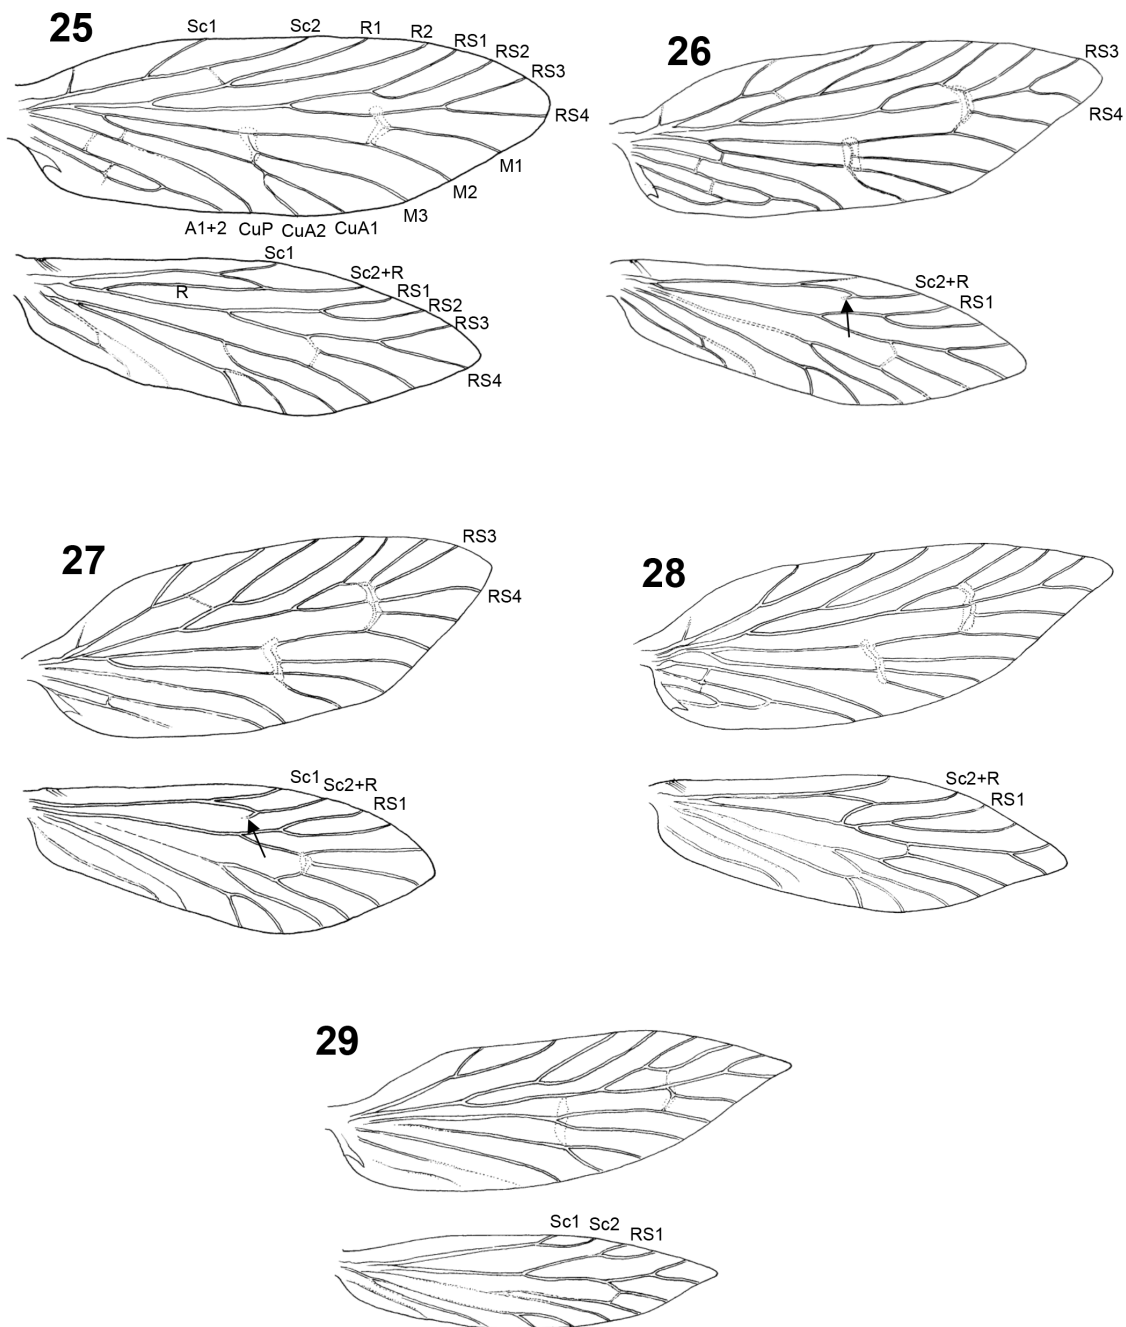 25
Sc1 Sc2 R1 R2 RS1 RS2 RS3 RS4 M1 M2 M3
A1+2 CuP CuA2 CuA1
Sc1 Sc2+R RS1 RS2 RS3 RS4
R
26
RS3
RS4
Sc2+R
RS1
27
RS3
RS4
Sc1 Sc2+R RS1
28
Sc2+R
RS1
29
Sc1 Sc2 RS1